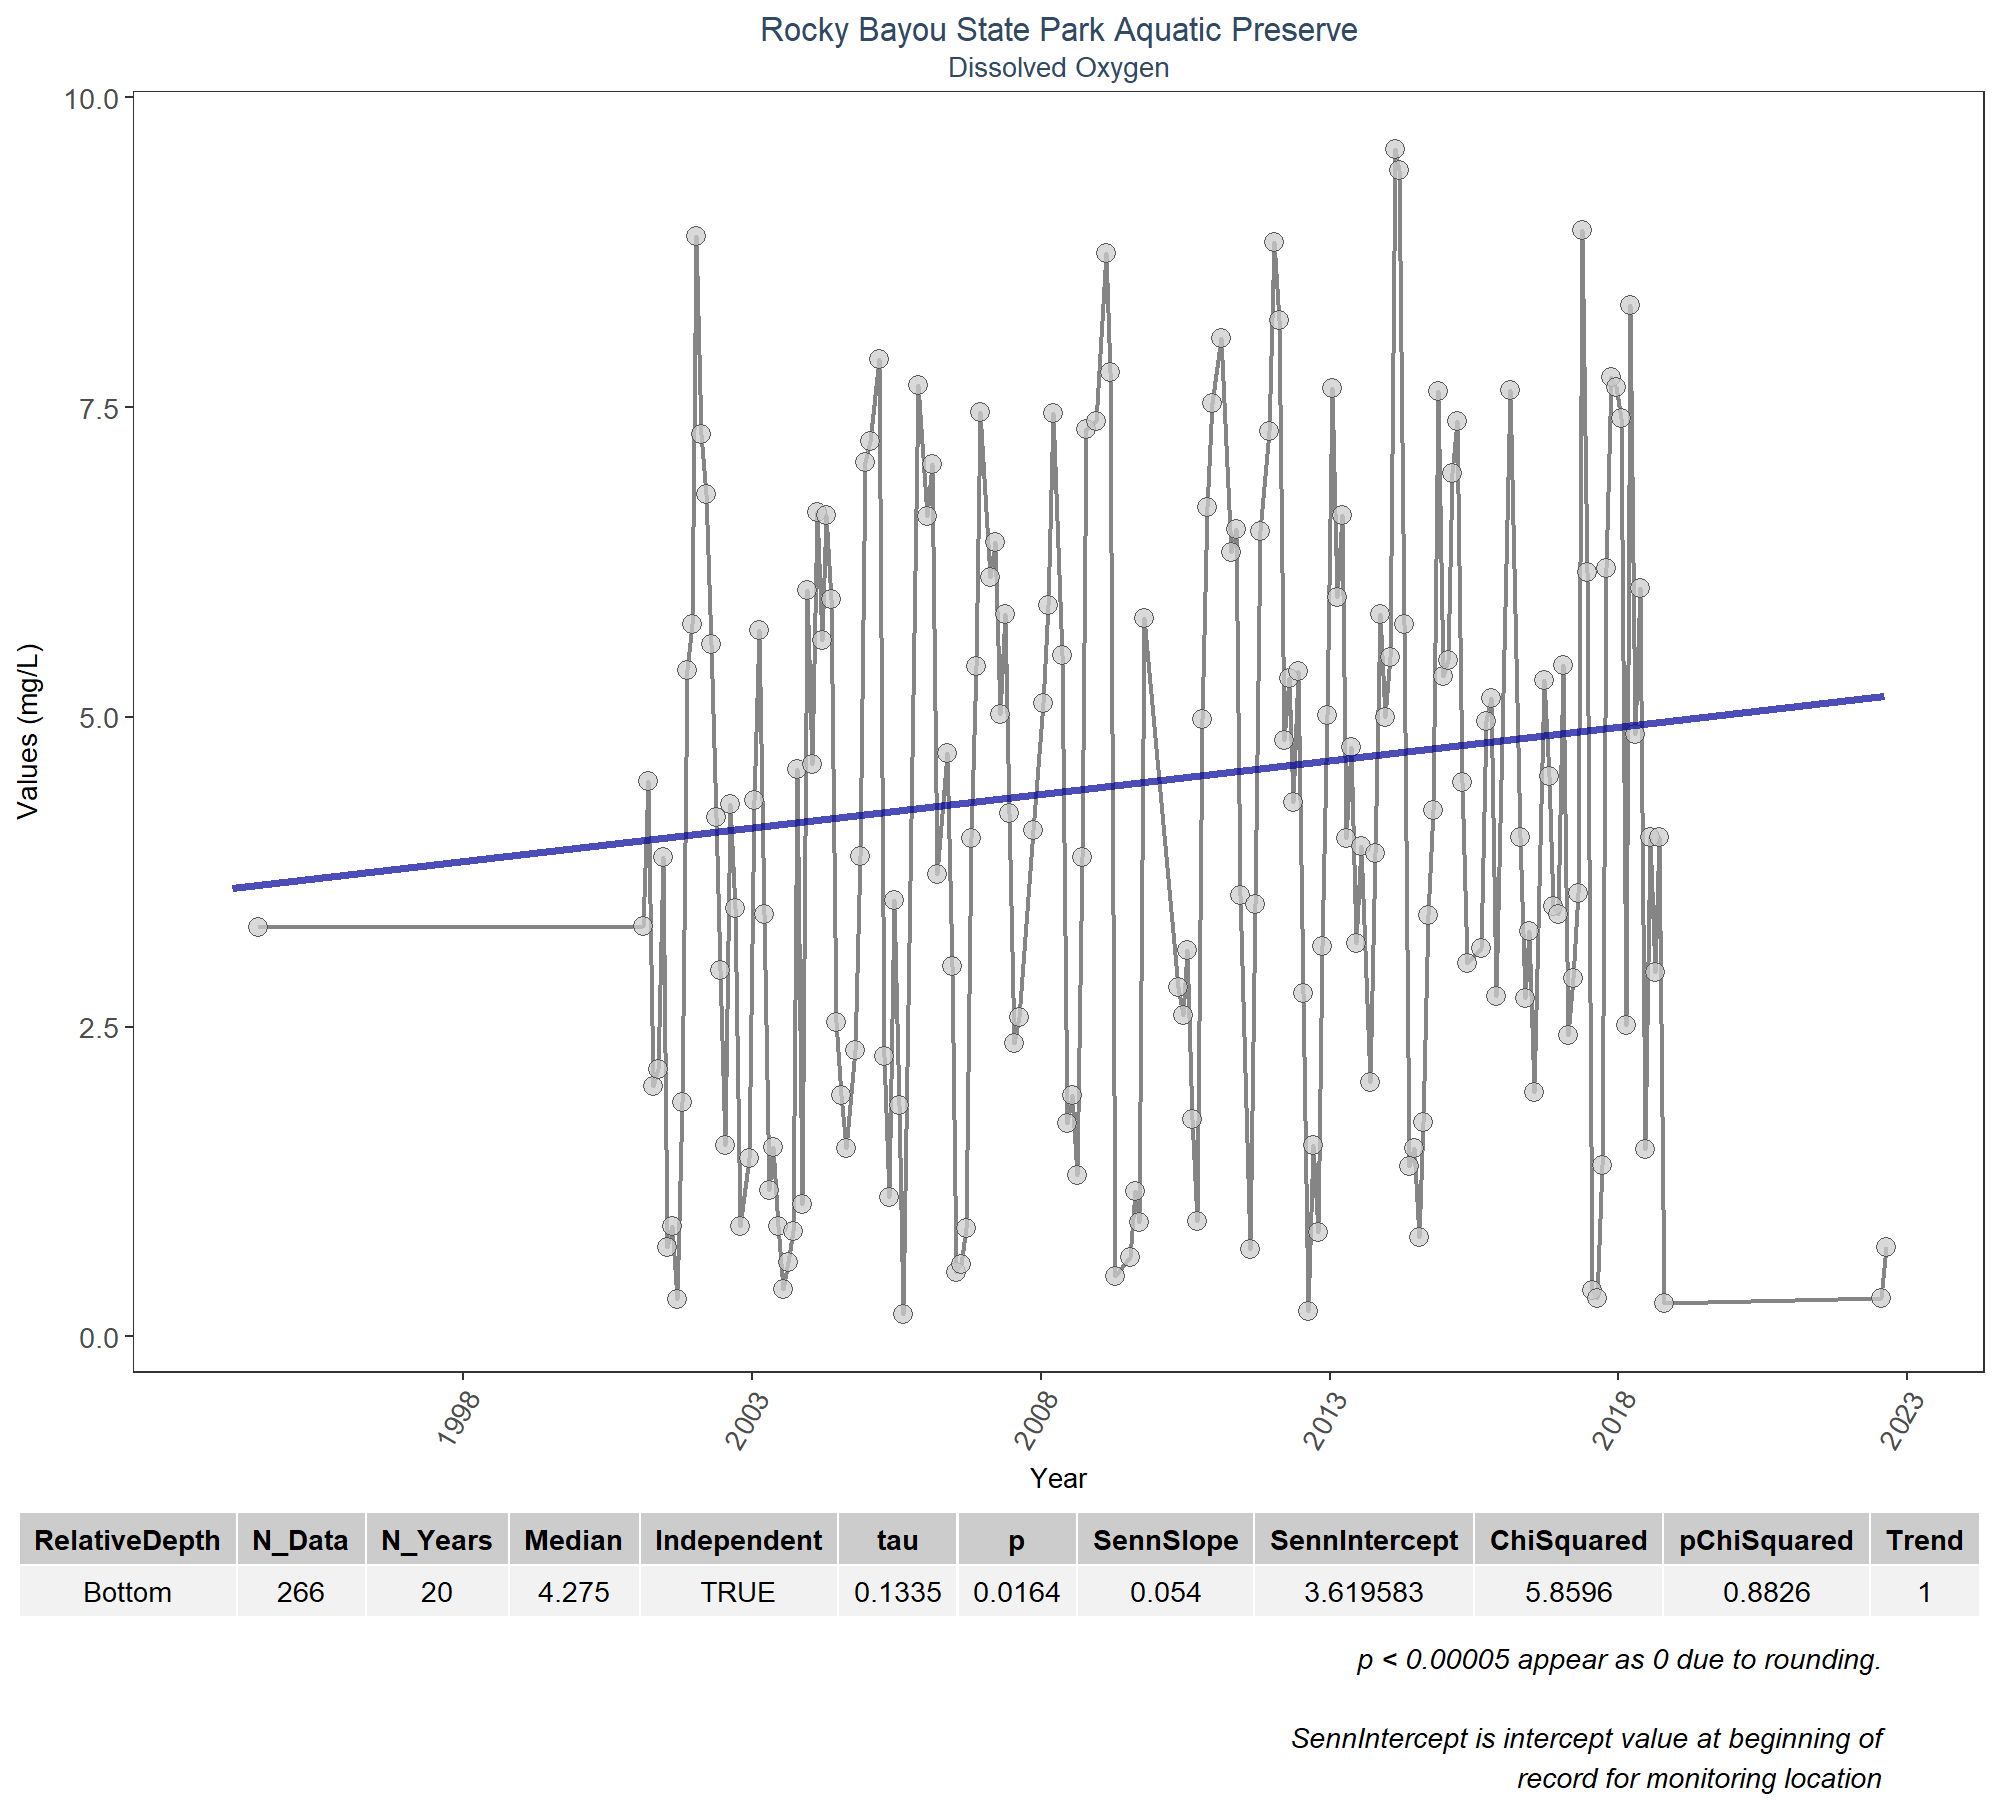 Rocky Bayou State Park Aquatic Preserve
Dissolved Oxygen
10.0
7.5
5.0
2.5
0.0
Values (mg/L)
1998 2003 2008 2013 2018 2023
Year
RelativeDepth N_Data N_Years Median Independent tau p SennSlope SennIntercept ChiSquared pChiSquared Trend
Bottom 266 20 4.275 TRUE 0.1335 0.0164 0.054 3.619583 5.8596 0.8826 1
p < 0.00005 appear as 0 due to rounding.
SennIntercept is intercept value at beginning of
record for monitoring location